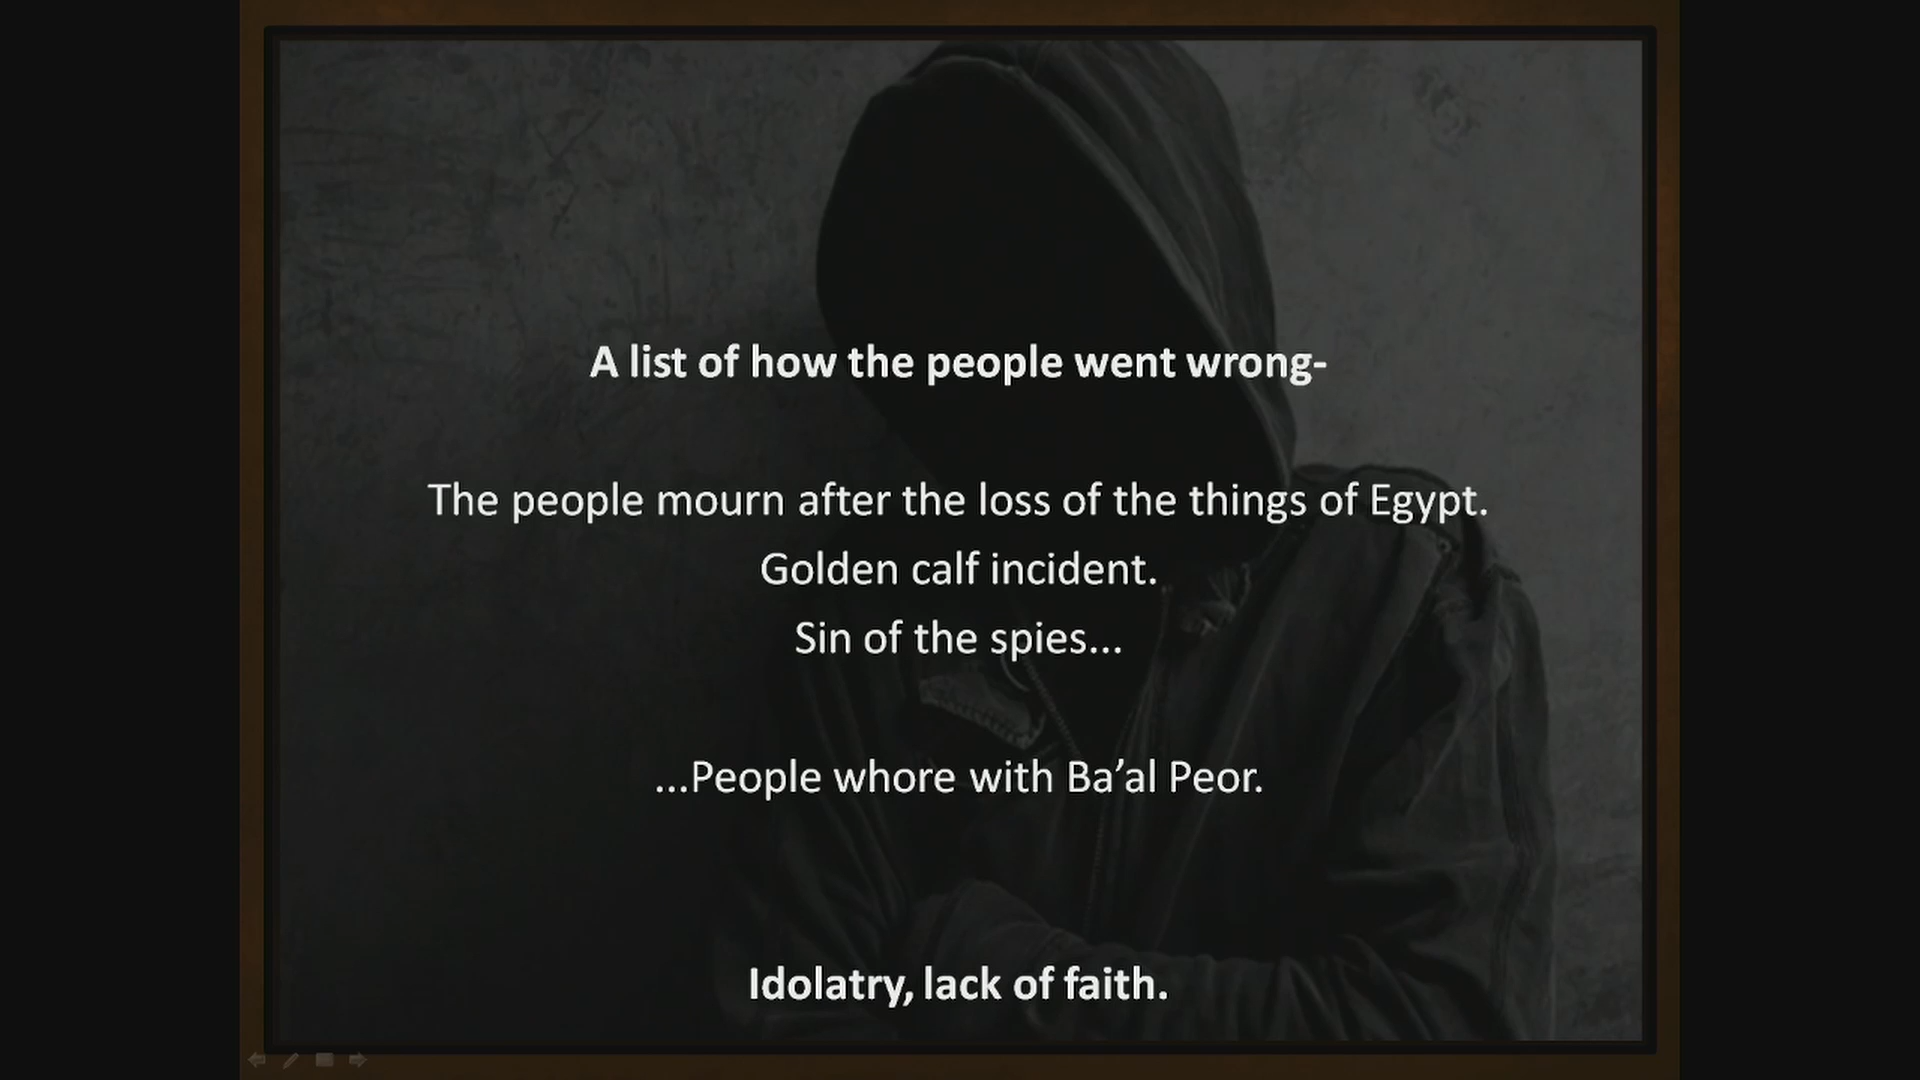 A list of how the people went wrong-
The people mourn after the loss of the things of Egypt.
Golden calf incident.
Sin of the spies...
...People whore with Ba’al Peor.
Idolatry, lack of faith.